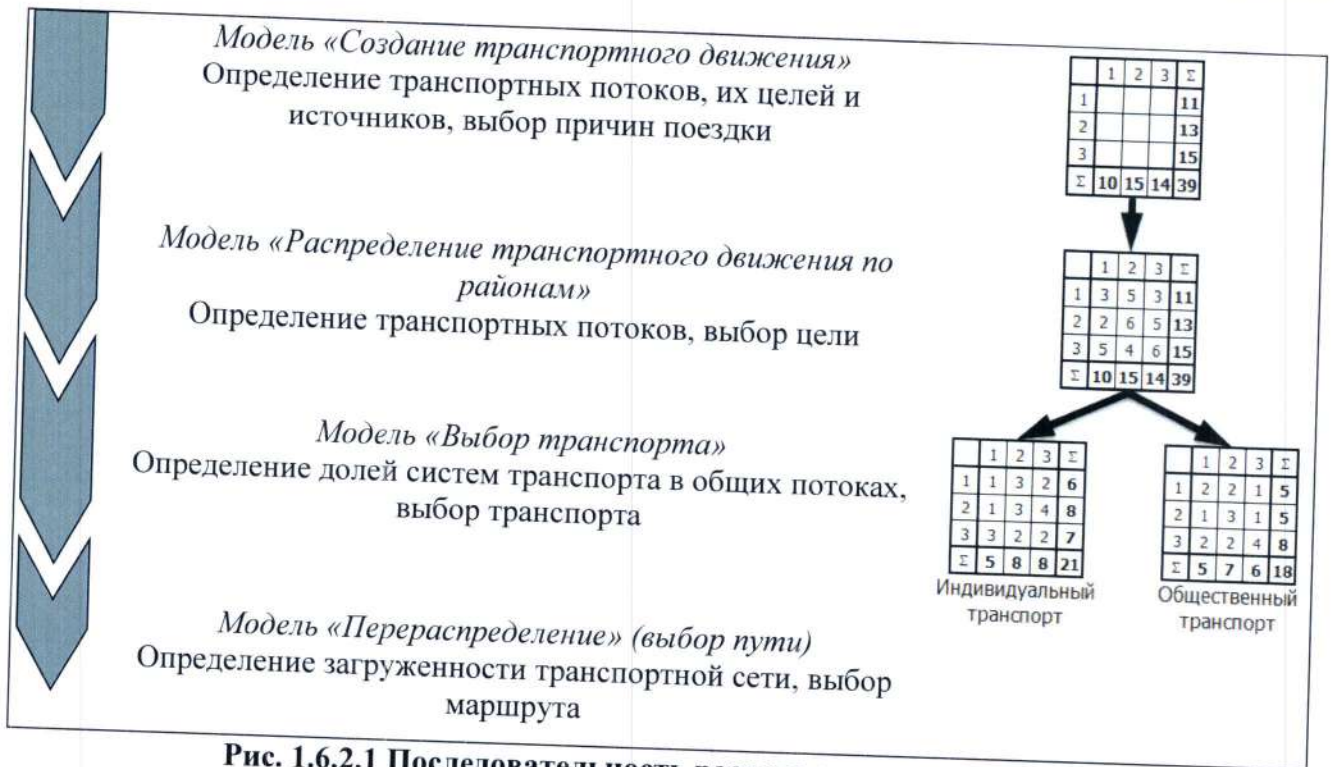 Модель «Создание транспортного движения»
Определение транспортных потоков, их целей и
источников, выбор причин поездки
1 2 3 Σ
1 11
2 13
3 15
Σ 10 15 14 39
Модель «Распределение транспортного движения по
районам»
Определение транспортных потоков, выбор цели
1 2 3 Σ
1 3 5 3 11
2 2 6 5 13
3 5 4 6 15
Σ 10 15 14 39
Модель «Выбор транспорта»
Определение долей систем транспорта в общих потоках,
выбор транспорта
1 2 3 Σ
1 1 3 2 6
2 1 3 4 8
3 3 2 2 7
Σ 5 8 8 21
Индивидуальный
транспорт
1 2 3 Σ
1 2 2 1 5
2 1 3 1 5
3 2 2 4 8
Σ 5 7 6 18
Общественный
транспорт
Модель «Перераспределение» (выбор пути)
Определение загруженности транспортной сети, выбор
маршрута
Рис. 1.6.2.1 Последовательность